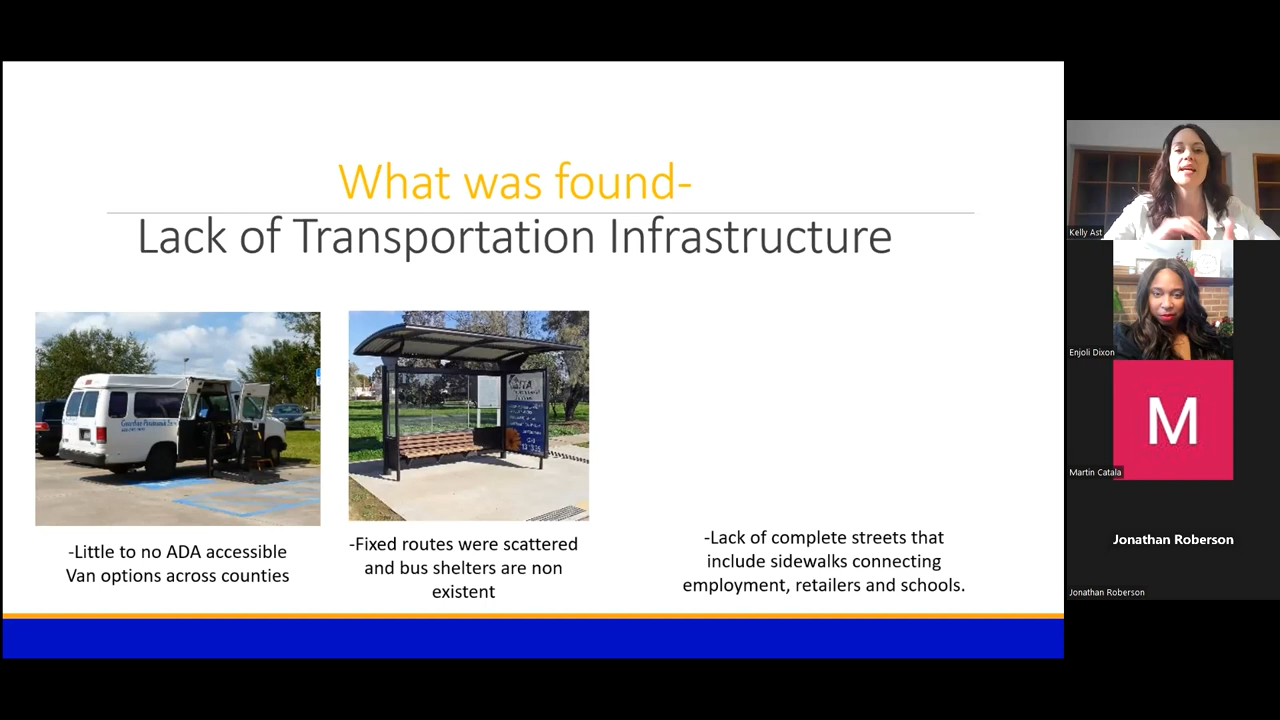 What was found-
Lack of Transportation Infrastructure
-Little to no ADA accessible
Van options across counties
-Fixed routes were scattered
and bus shelters are non
existent
-Lack of complete streets that
include sidewalks connecting
employment, retailers and schools.
Kelly Ast
Enjoli Dixon
M
Martin Catala
Jonathan Roberson
Jonathan Roberson